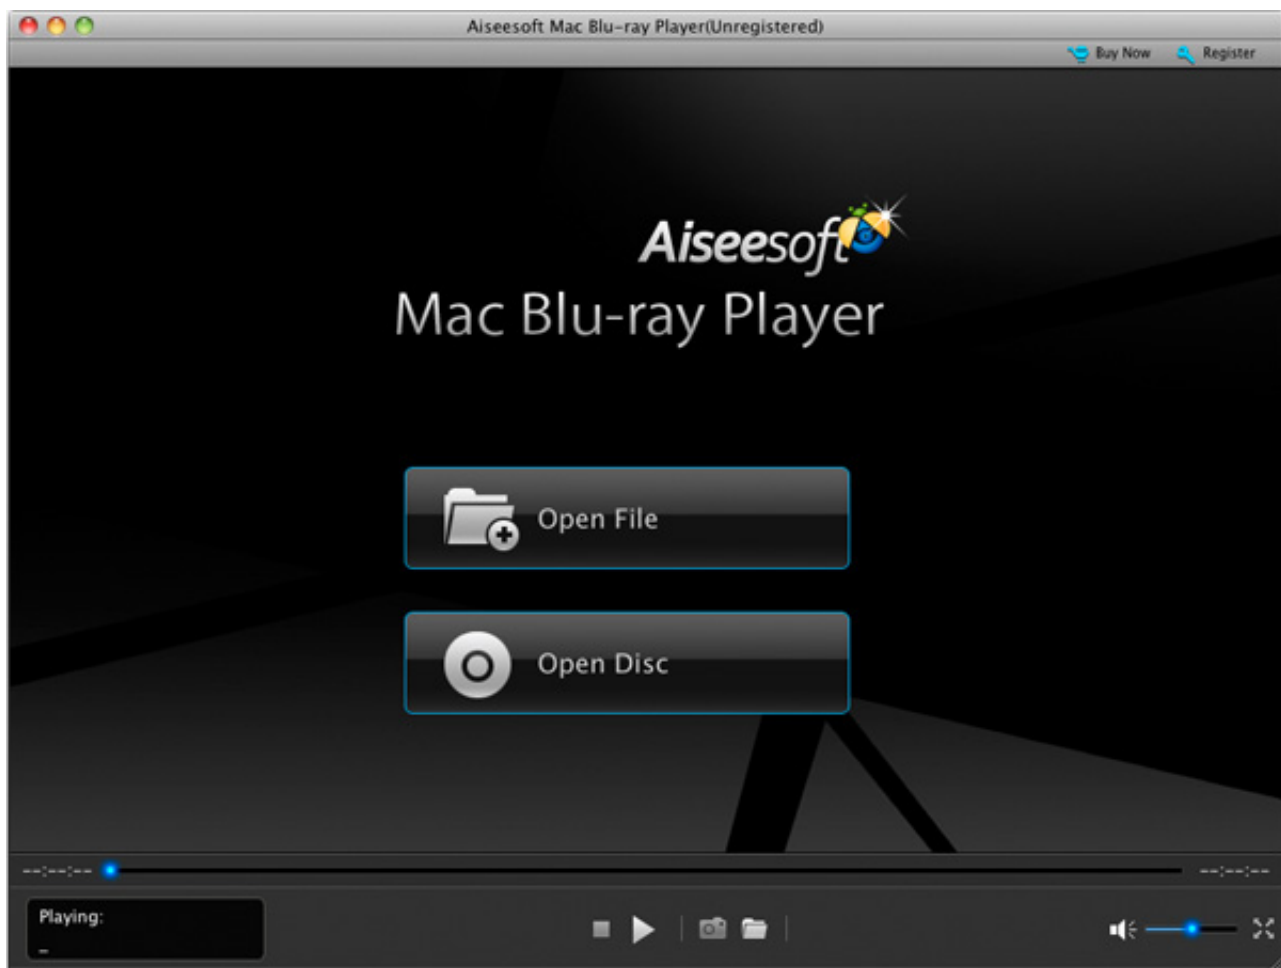 Aiseesoft Mac Blu-ray Player(Unregistered)
Buy Now Register
Aiseesoft
Mac Blu-ray Player
Open File
Open Disc
--:--:-- --:--:--
Playing:
_